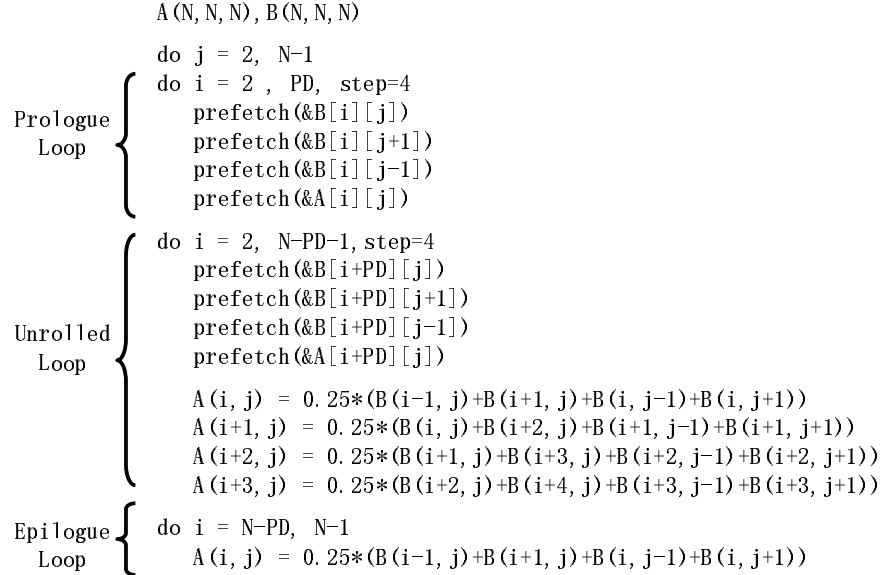 A(N,N,N),B(N,N,N)
do j = 2, N-1
Prologue Loop
do i = 2 , PD, step=4
prefetch(&B[i][j])
prefetch(&B[i][j+1])
prefetch(&B[i][j-1])
prefetch(&A[i][j])
Unrolled Loop
do i = 2, N-PD-1,step=4
prefetch(&B[i+PD][j])
prefetch(&B[i+PD][j+1])
prefetch(&B[i+PD][j-1])
prefetch(&A[i+PD][j])
A(i,j) = 0.25*(B(i-1,j)+B(i+1,j)+B(i,j-1)+B(i,j+1))
A(i+1,j) = 0.25*(B(i,j)+B(i+2,j)+B(i+1,j-1)+B(i+1,j+1))
A(i+2,j) = 0.25*(B(i+1,j)+B(i+3,j)+B(i+2,j-1)+B(i+2,j+1))
A(i+3,j) = 0.25*(B(i+2,j)+B(i+4,j)+B(i+3,j-1)+B(i+3,j+1))
Epilogue Loop
do i = N-PD, N-1
A(i,j) = 0.25*(B(i-1,j)+B(i+1,j)+B(i,j-1)+B(i,j+1))